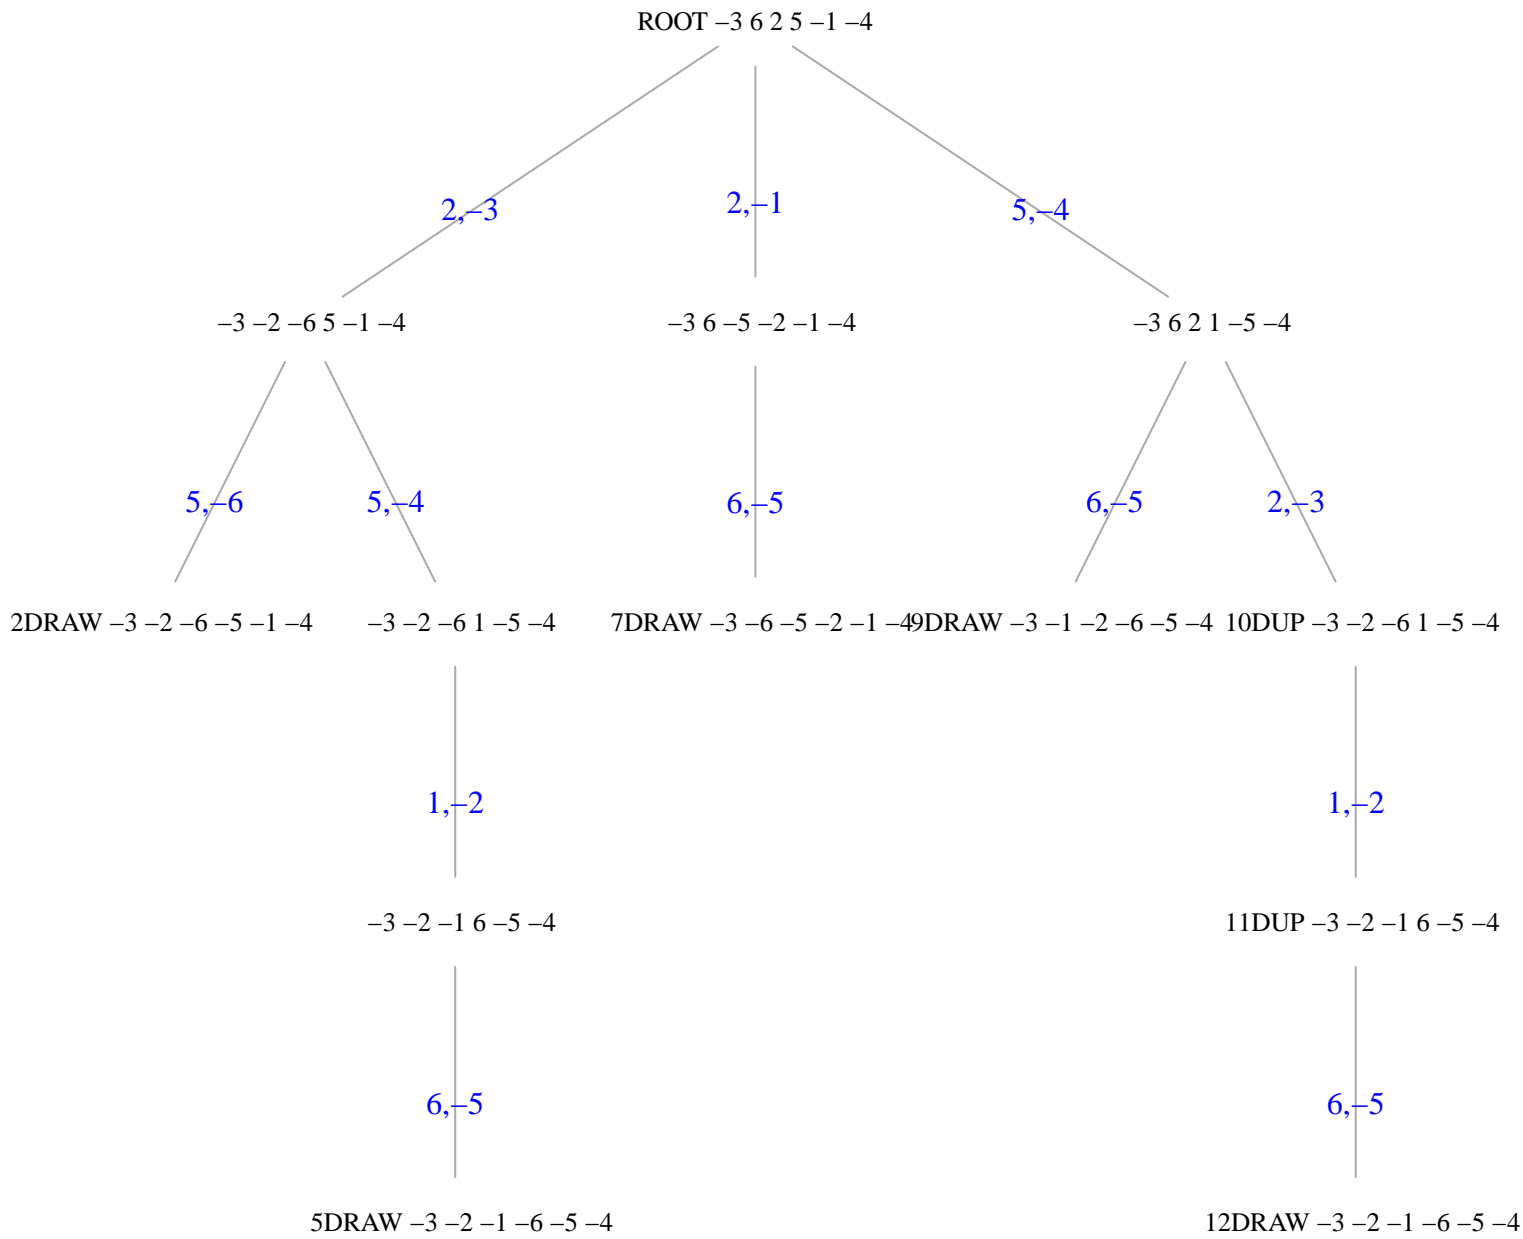 ROOT –3 6 2 5 –1 –4
2,–3
2,–1
5,–4
–3 –2 –6 5 –1 –4
–3 6 –5 –2 –1 –4
–3 6 2 1 –5 –4
5,–6
5,–4
6,–5
6,–5
2,–3
2DRAW –3 –2 –6 –5 –1 –4
–3 –2 –6 1 –5 –4
7DRAW –3 –6 –5 –2 –1 –4
9DRAW –3 –1 –2 –6 –5 –4
10DUP –3 –2 –6 1 –5 –4
1,–2
1,–2
–3 –2 –1 6 –5 –4
11DUP –3 –2 –1 6 –5 –4
6,–5
6,–5
5DRAW –3 –2 –1 –6 –5 –4
12DRAW –3 –2 –1 –6 –5 –4